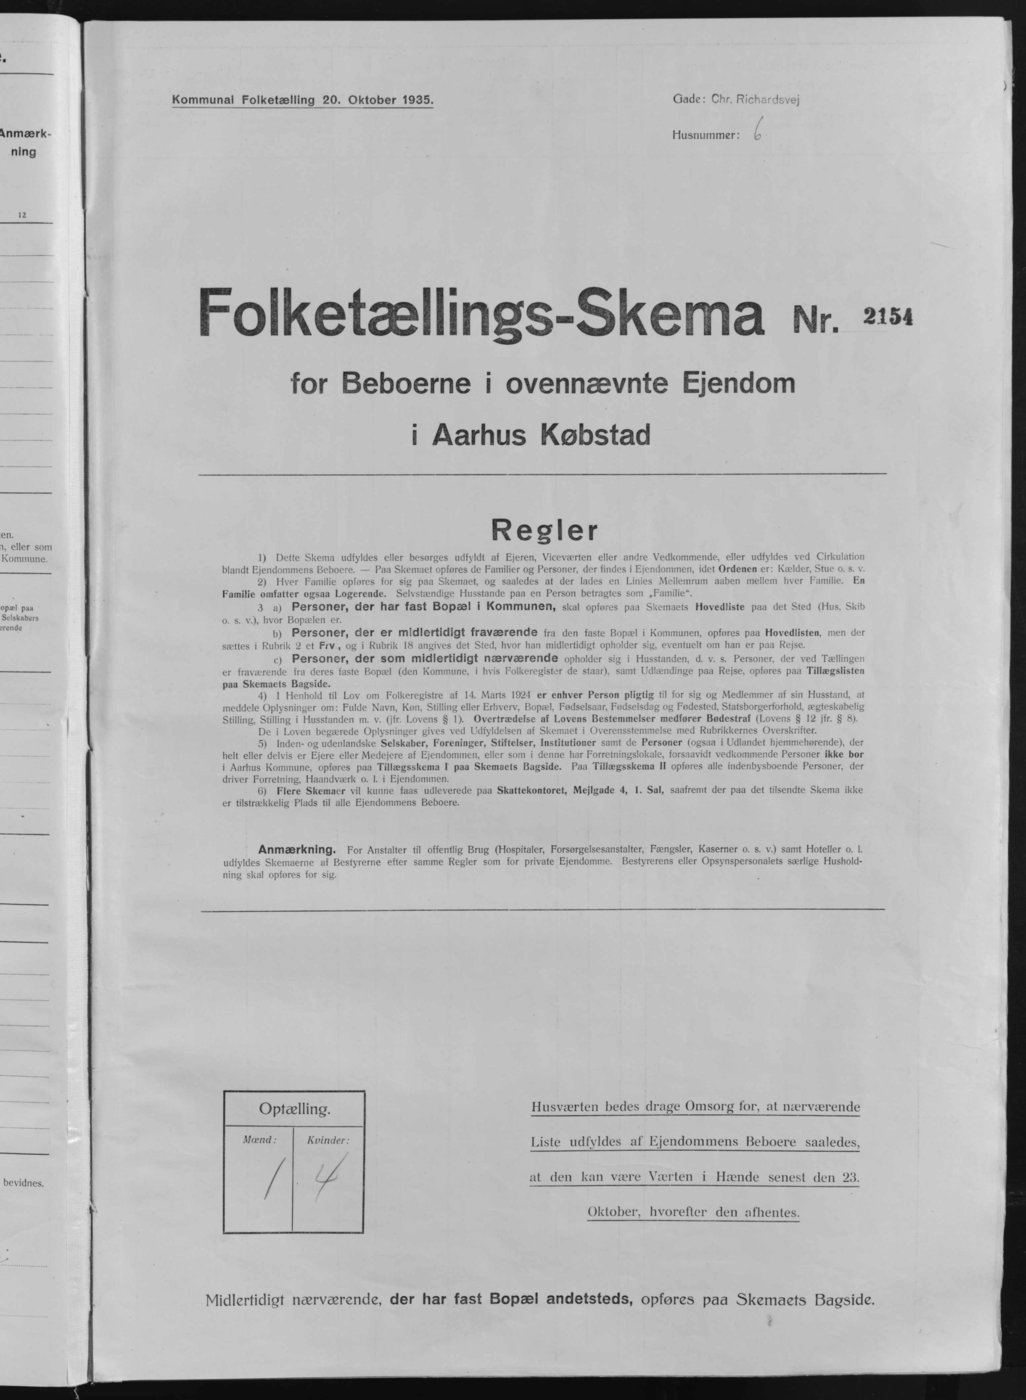 Anmærk-
ning
12
en.
n, eller som
Kommune.
opæl paa
Selskabers
ærende
bevidnes.
Kommunal Folketælling 20. Oktober 1935.
Gade: Chr. Richardsvej
Husnummer: 6
Folketællings-Skema Nr. 2154
for Beboerne i ovennævnte Ejendom
i Aarhus Købstad
Regler
1) Dette Skema udfyldes eller besørges udfyldt af Ejeren, Viceværten eller andre Vedkommende, eller udfyldes ved Cirkulation
blandt Ejendommens Beboere. — Paa Skemaet opføres de Familier og Personer, der findes i Ejendommen, idet Ordenen er: Kælder, Stue o. s. v.
2) Hver Familie opføres for sig paa Skemaet, og saaledes at der lades en Linies Mellemrum aaben mellem hver Familie. En
Familie omfatter ogsaa Logerende. Selvstændige Husstande paa en Person betragtes som „Familie“.
3 a) Personer, der har fast Bopæl i Kommunen, skal opføres paa Skemaets Hovedliste paa det Sted (Hus, Skib
o. s. v.), hvor Bopælen er.
b) Personer, der er midlertidigt fraværende fra den faste Bopæl i Kommunen, opføres paa Hovedlisten, men der
sættes i Rubrik 2 et Frv., og i Rubrik 18 angives det Sted, hvor han midlertidigt opholder sig, eventuelt om han er paa Rejse.
c) Personer, der som midlertidigt nærværende opholder sig i Husstanden, d. v. s. Personer, der ved Tællingen
er fraværende fra deres faste Bopæl (den Kommune, i hvis Folkeregister de staar), samt Udlændinge paa Rejse, opføres paa Tillægslisten
paa Skemaets Bagside.
4) I Henhold til Lov om Folkeregistre af 14. Marts 1924 er enhver Person pligtig til for sig og Medlemmer af sin Husstand, at
meddele Oplysninger om: Fulde Navn, Køn, Stilling eller Erhverv, Bopæl, Fødselsaar, Fødselsdag og Fødested, Statsborgerforhold, ægteskabelig
Stilling, Stilling i Husstanden m. v. (jfr. Lovens § 1). Overtrædelse af Lovens Bestemmelser medfører Bødestraf (Lovens § 12 jfr. § 8).
De i Loven begærede Oplysninger gives ved Udfyldelsen af Skemaet i Overensstemmelse med Rubrikkernes Overskrifter.
5) Inden- og udenlandske Selskaber, Foreninger, Stiftelser, Institutioner samt de Personer (ogsaa i Udlandet hjemmehørende), der
helt eller delvis er Ejere eller Medejere af Ejendommen, eller som i denne har Forretningslokale, forsaavidt vedkommende Personer ikke bor
i Aarhus Kommune, opføres paa Tillægsskema I paa Skemaets Bagside. Paa Tillægsskema II opføres alle indenbysboende Personer, der
driver Forretning, Haandværk o. l. i Ejendommen.
6) Flere Skemaer vil kunne faas udleverede paa Skattekontoret, Mejlgade 4, 1. Sal, saafremt der paa det tilsendte Skema ikke
er tilstrækkelig Plads til alle Ejendommens Beboere.
Anmærkning. For Anstalter til offentlig Brug (Hospitaler, Forsørgelsesanstalter, Fængsler, Kaserner o. s. v.) samt Hoteller o. l.
udfyldes Skemaerne af Bestyrerne efter samme Regler som for private Ejendomme. Bestyrerens eller Opsynspersonalets særlige Hushold-
ning skal opføres for sig.
Optælling.
Mænd: Kvinder:
1 4
Husværten bedes drage Omsorg for, at nærværende
Liste udfyldes af Ejendommens Beboere saaledes,
at den kan være Værten i Hænde senest den 23.
Oktober, hvorefter den afhentes.
Midlertidigt nærværende, der har fast Bopæl andetsteds, opføres paa Skemaets Bagside.